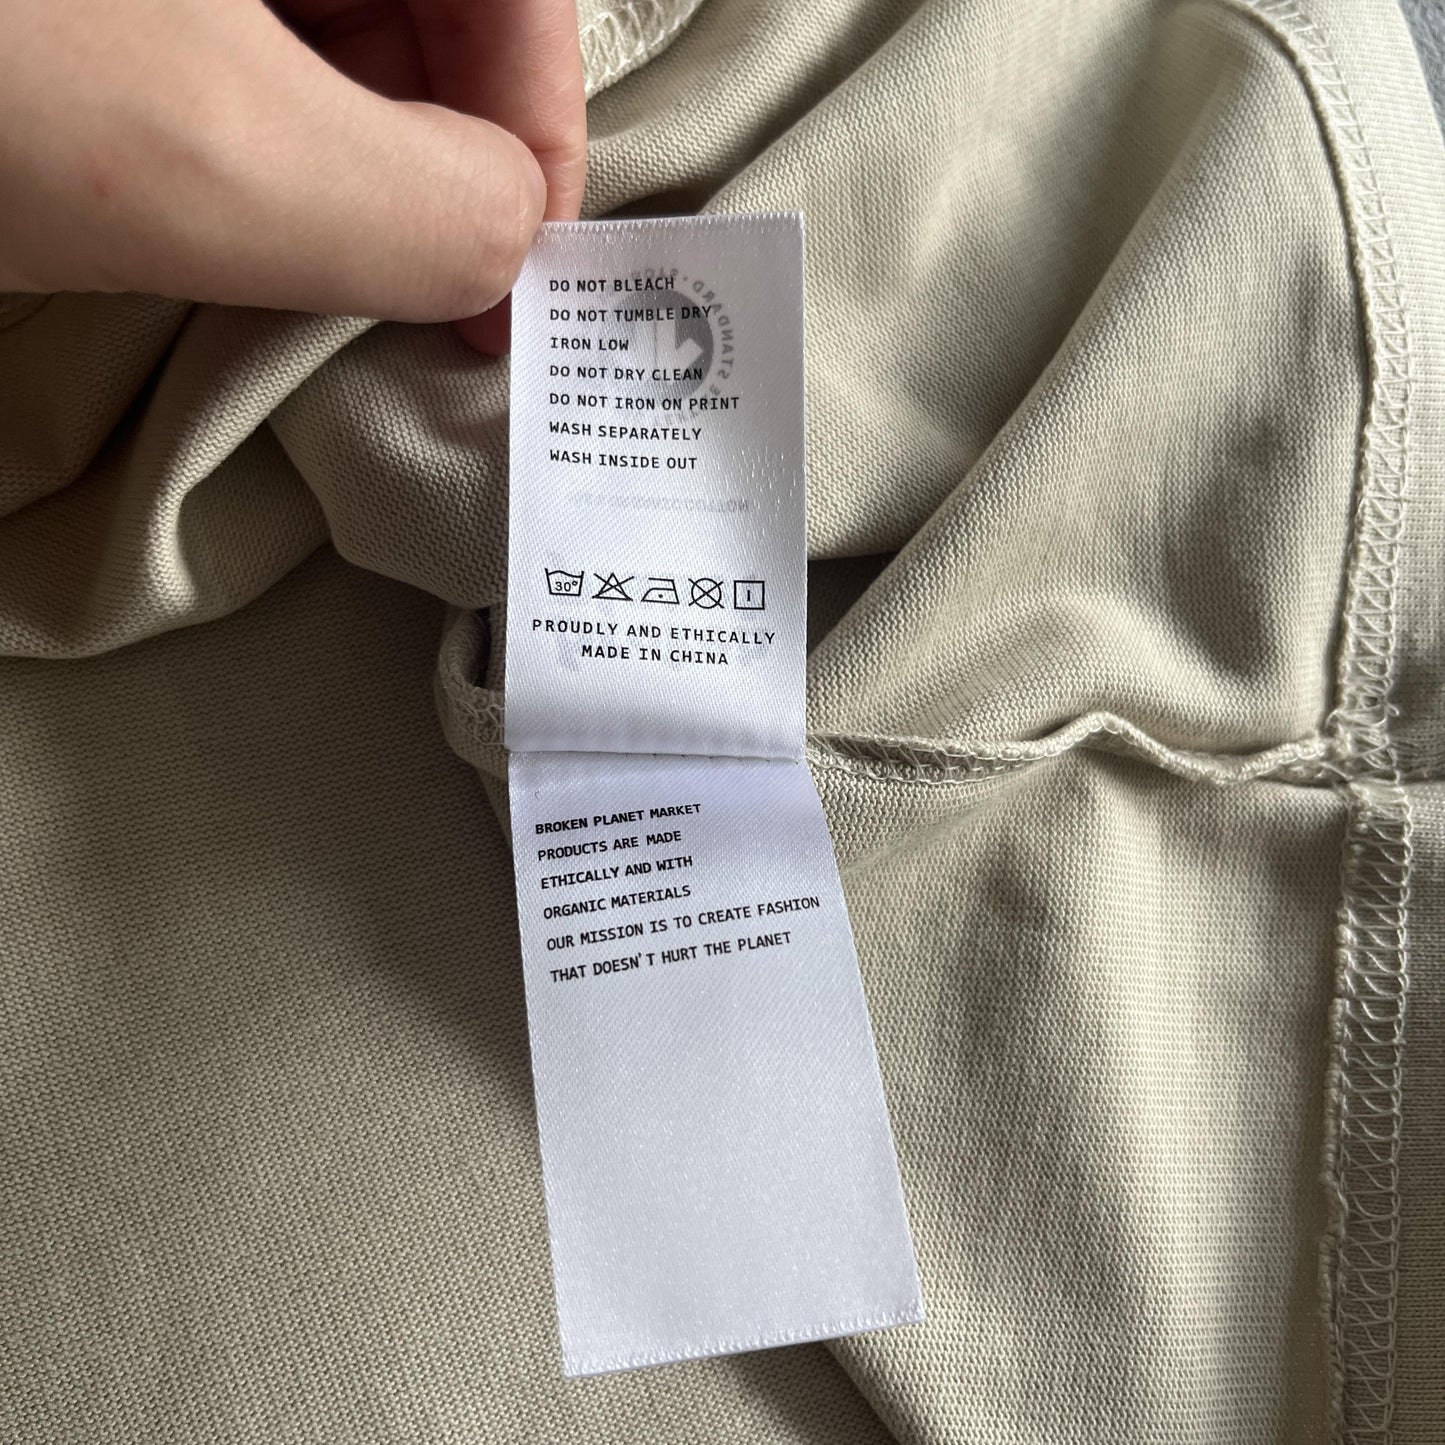 DO NOT BLEACH
DO NOT TUMBLE DRY
IRON LOW
DO NOT DRY CLEAN
DO NOT IRON ON PRINT
WASH SEPARATELY
WASH INSIDE OUT
30°
PROUDLY AND ETHICALLY
MADE IN CHINA
BROKEN PLANET MARKET
PRODUCTS ARE MADE
ETHICALLY AND WITH
ORGANIC MATERIALS
OUR MISSION IS TO CREATE FASHION
THAT DOESN'T HURT THE PLANET